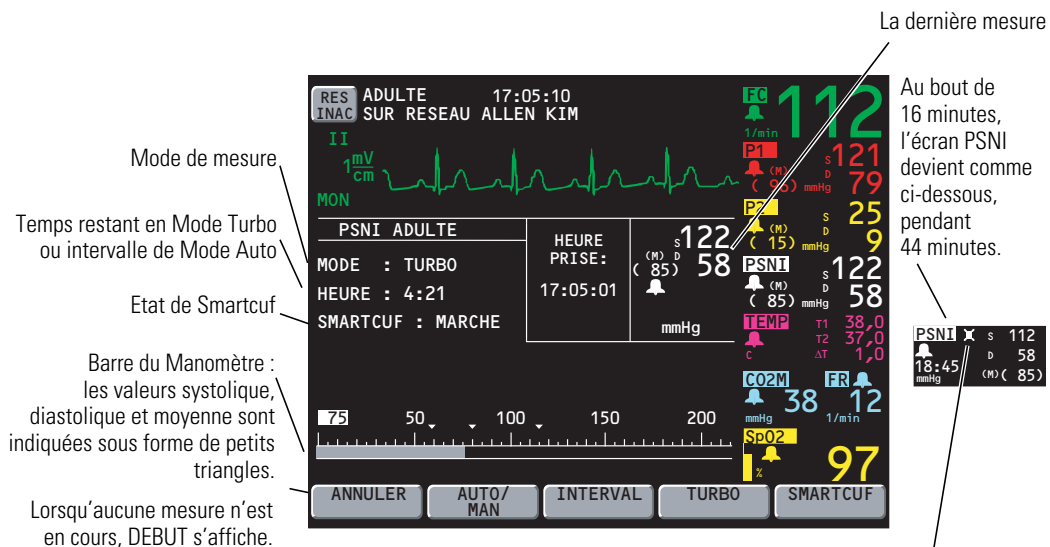 La dernière mesure
Au bout de
16 minutes,
l'écran PSNI
devient comme
ci-dessous,
pendant
44 minutes.
Mode de mesure
Temps restant en Mode Turbo
ou intervalle de Mode Auto
Etat de Smartcuf
Barre du Manomètre :
les valeurs systolique,
diastolique et moyenne sont
indiquées sous forme de petits
triangles.
Lorsqu'aucune mesure n'est
en cours, DEBUT s'affiche.
RES
INAC
ADULTE 17:05:10
SUR RESEAU ALLEN KIM
II
1 mV
cm
MON
PSNI ADULTE
MODE : TURBO
HEURE : 4:21
SMARTCUF : MARCHE
HEURE
PRISE:
17:05:01
S 122
(M) D
( 85) 58
mmHg
75 50 100 150 200
ANNULER
AUTO/
MAN
INTERVAL
TURBO
SMARTCUF
FC
112
1/min
P1
S 121
(M) D
mmHg 79
P2
S 25
(M) D
( 15) mmHg 9
PSNI
S 122
(M) D
( 85) mmHg 58
TEMP
T1 38,0
T2 37,0
C ΔT 1,0
CO2M FR
38 12
mmHg 1/min
SpO2
% 97
PSNI S 112
D 58
18:45
mmHg (M)( 85)